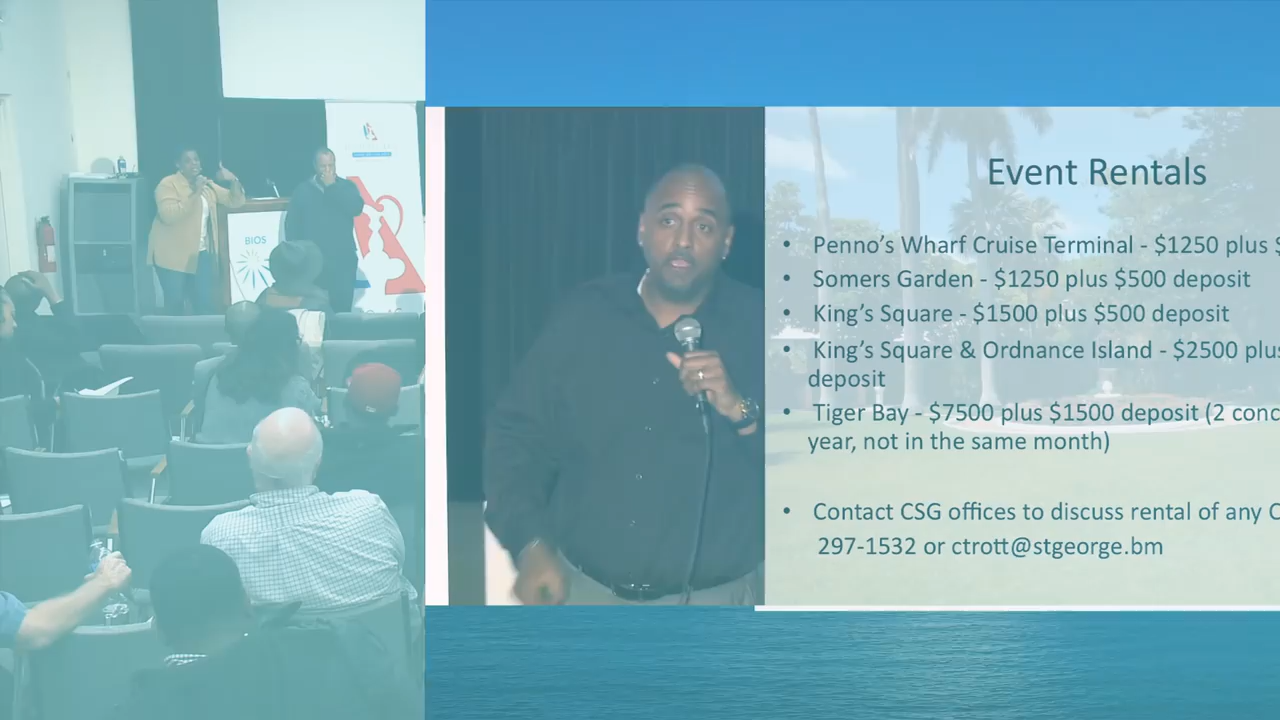 BIOS
Event Rentals
• Penno's Wharf Cruise Terminal - $1250 plus $
• Somers Garden - $1250 plus $500 deposit
• King's Square - $1500 plus $500 deposit
• King's Square & Ordnance Island - $2500 plus
deposit
• Tiger Bay - $7500 plus $1500 deposit (2 conc
year, not in the same month)
• Contact CSG offices to discuss rental of any C
297-1532 or ctrott@stgeorge.bm